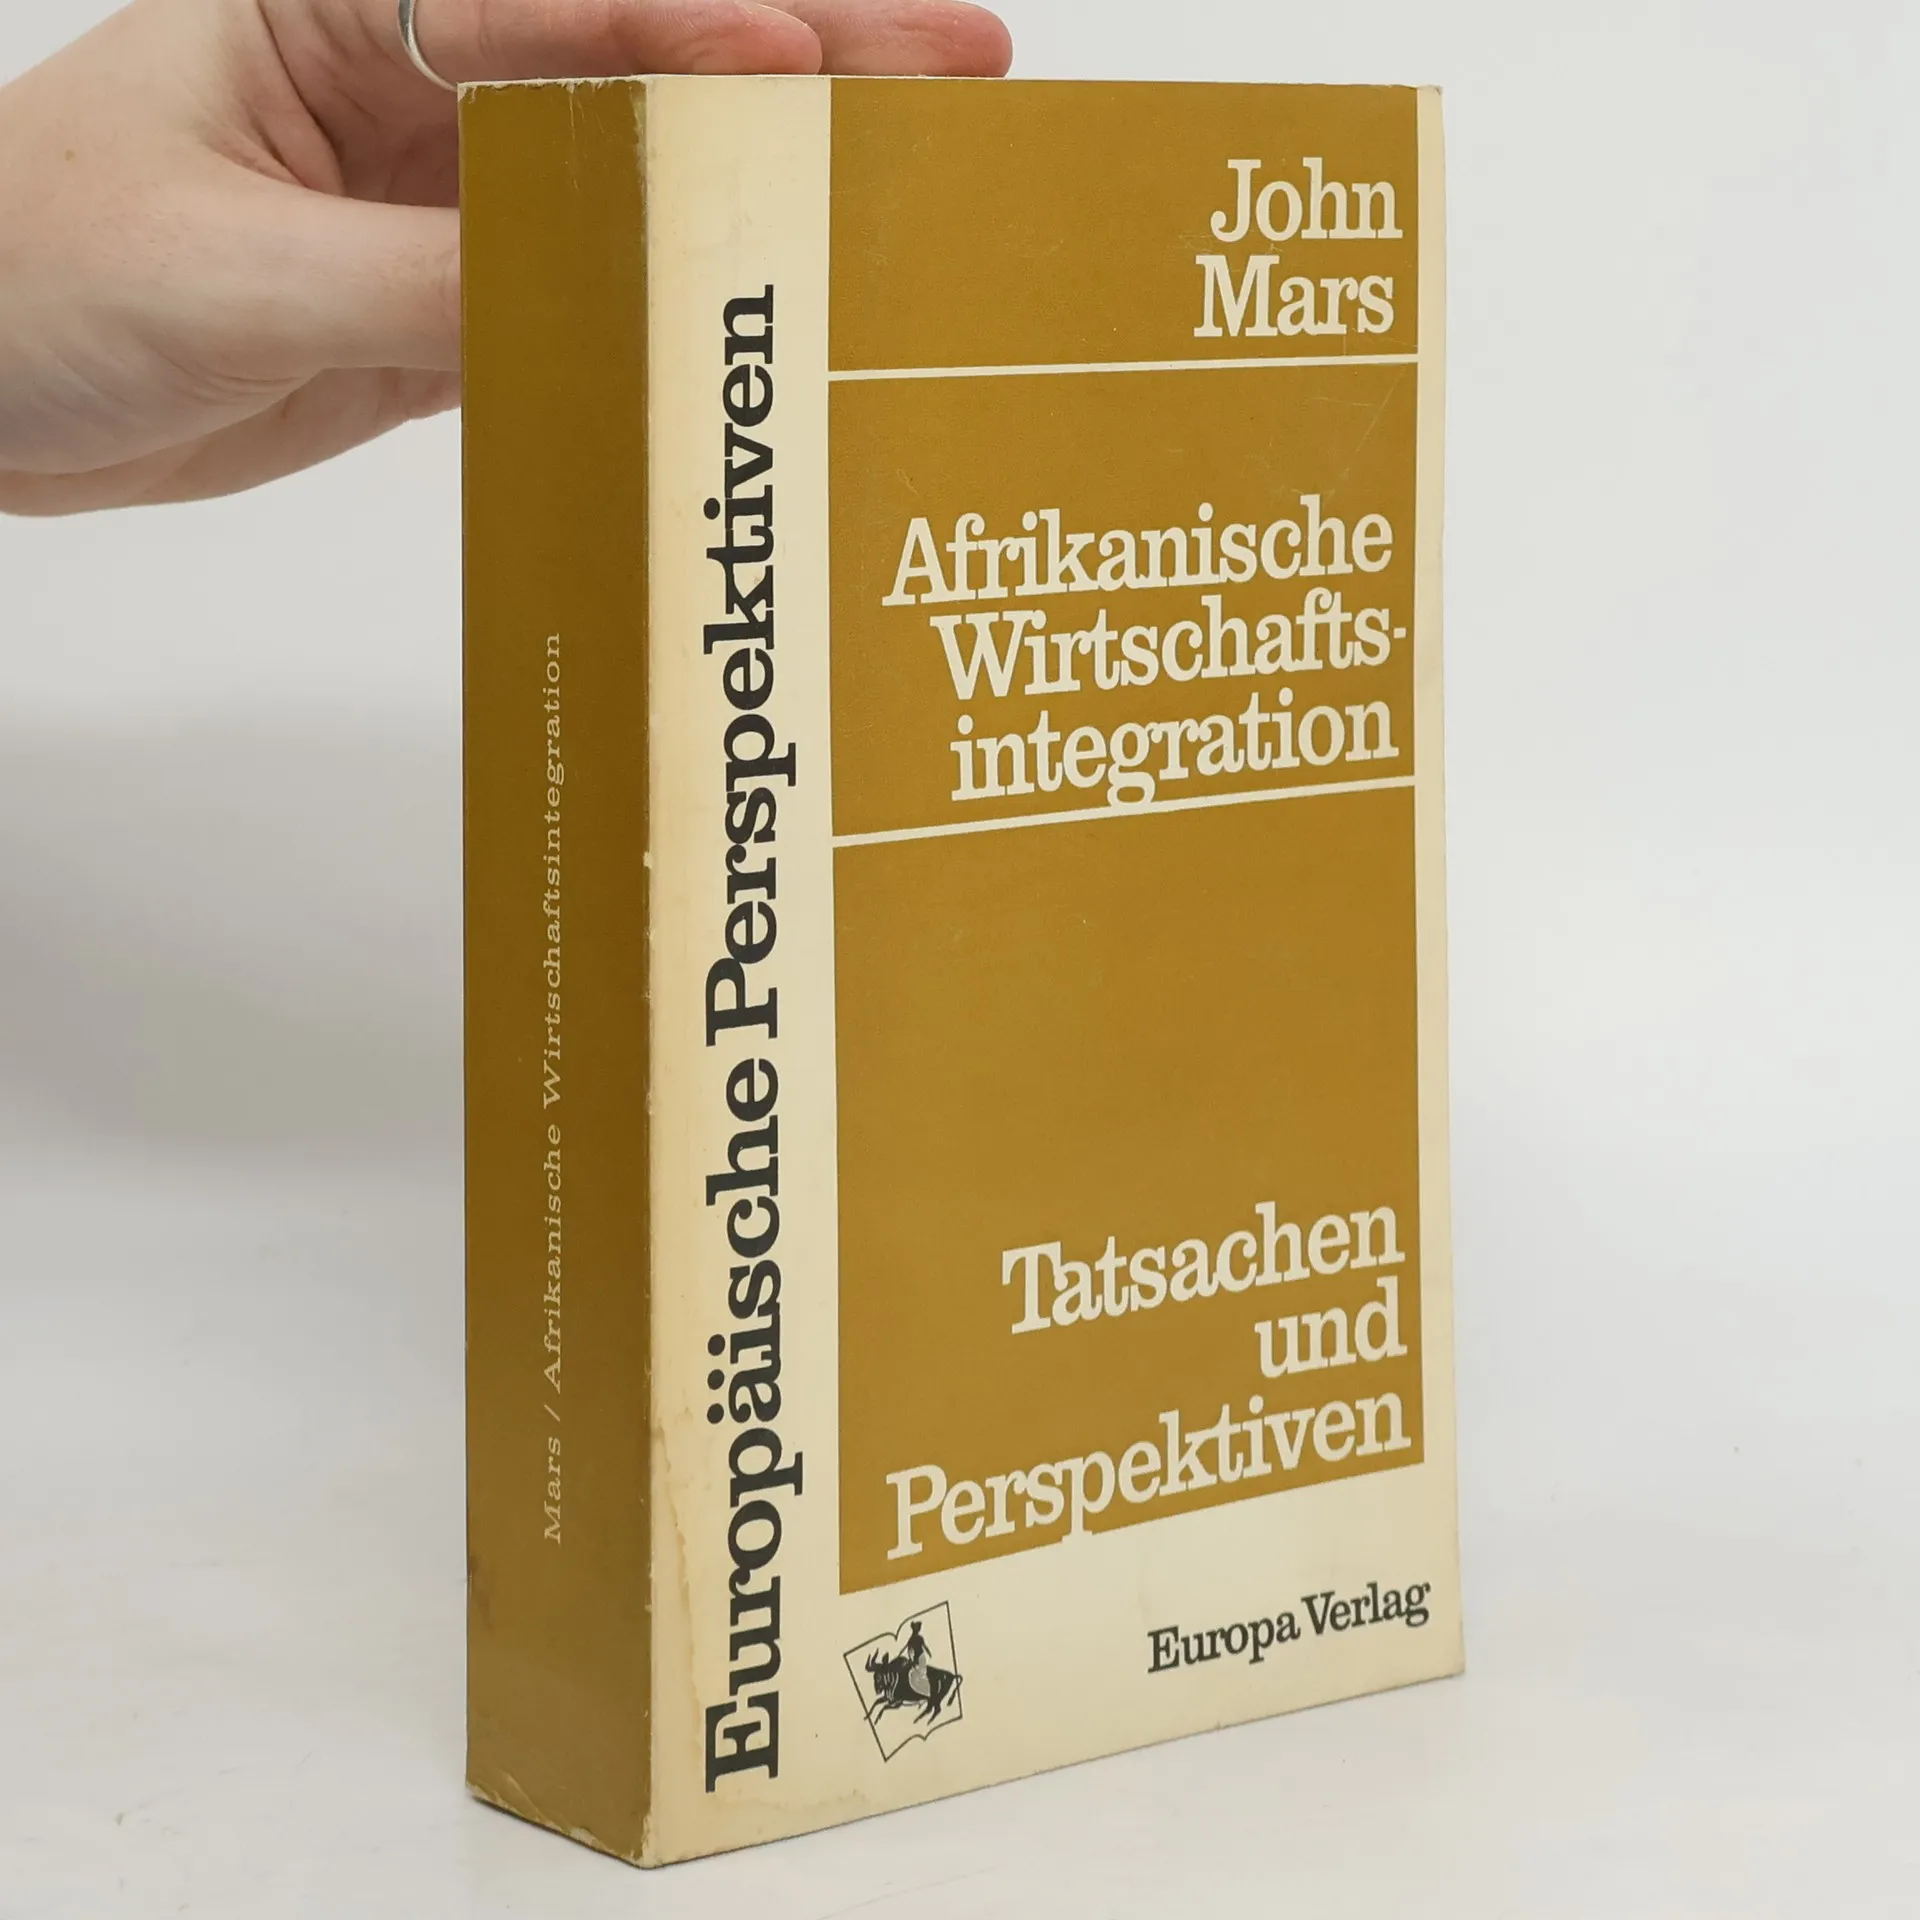 Mars / Afrikanische Wirtschaftsintegration
Europäische Perspektiven
John
Mars
Afrikanische
Wirtschafts-
integration
Tatsachen
und
Perspektiven
Europa Verlag